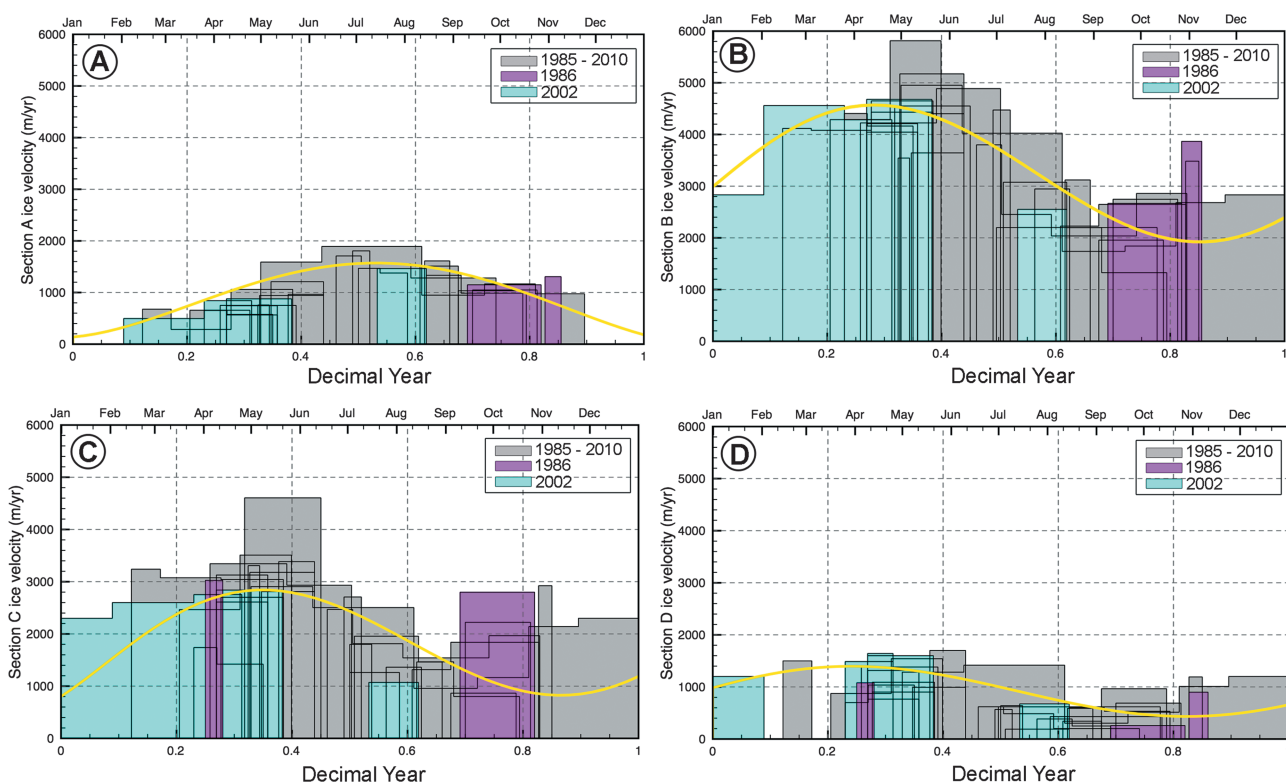 Jan Feb Mar Apr May Jun Jul Aug Sep Oct Nov Dec
6000
5000
4000
3000
2000
1000
0
Section A ice velocity (m/yr)
A
1985 - 2010
1986
2002
0 0.2 0.4 0.6 0.8 1
Decimal Year
Jan Feb Mar Apr May Jun Jul Aug Sep Oct Nov Dec
6000
5000
4000
3000
2000
1000
0
Section B ice velocity (m/yr)
B
1985 - 2010
1986
2002
0 0.2 0.4 0.6 0.8 1
Decimal Year
Jan Feb Mar Apr May Jun Jul Aug Sep Oct Nov Dec
6000
5000
4000
3000
2000
1000
0
Section C ice velocity (m/yr)
C
1985 - 2010
1986
2002
0 0.2 0.4 0.6 0.8 1
Decimal Year
Jan Feb Mar Apr May Jun Jul Aug Sep Oct Nov Dec
6000
5000
4000
3000
2000
1000
0
Section D ice velocity (m/yr)
D
1985 - 2010
1986
2002
0 0.2 0.4 0.6 0.8
Decimal Year